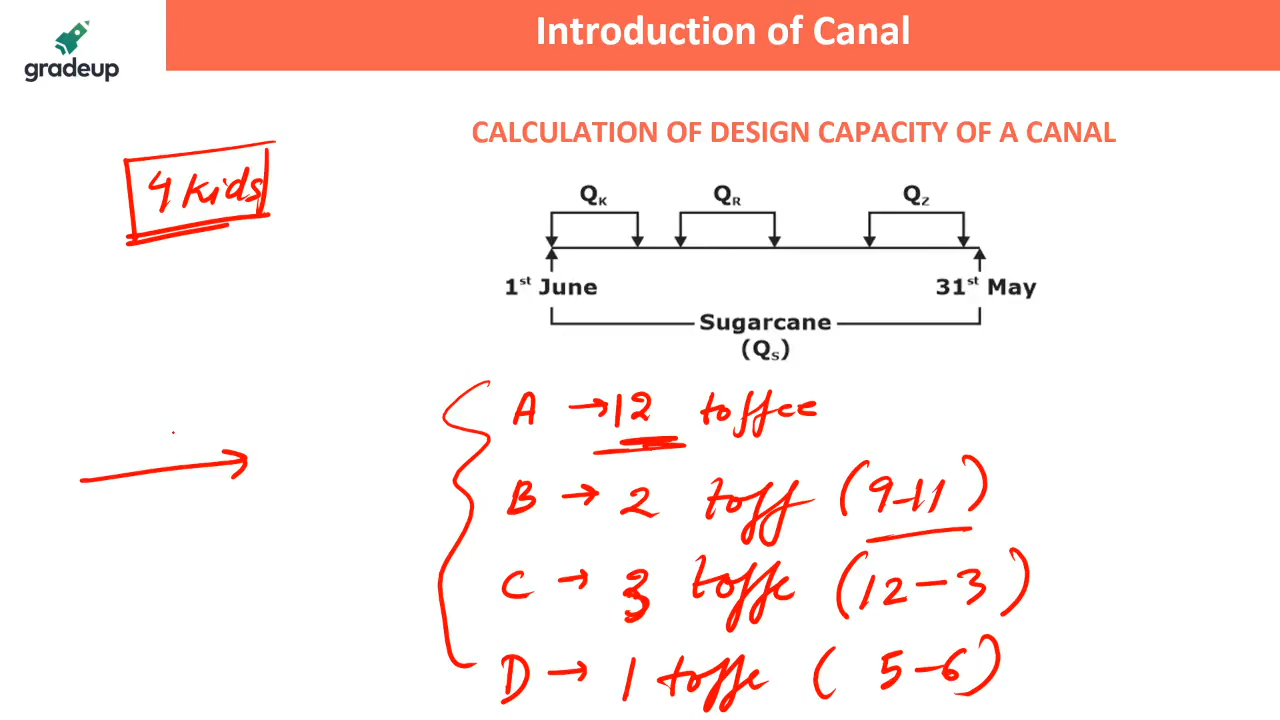 Introduction of Canal
gradeup
CALCULATION OF DESIGN CAPACITY OF A CANAL
4 kids
QK QR QZ
1st June 31st May
Sugarcane
(Qs)
A → 12 toffee
B → 2 toff (9-11)
C → 3 toffe (12-3)
D → 1 toffe (5-6)